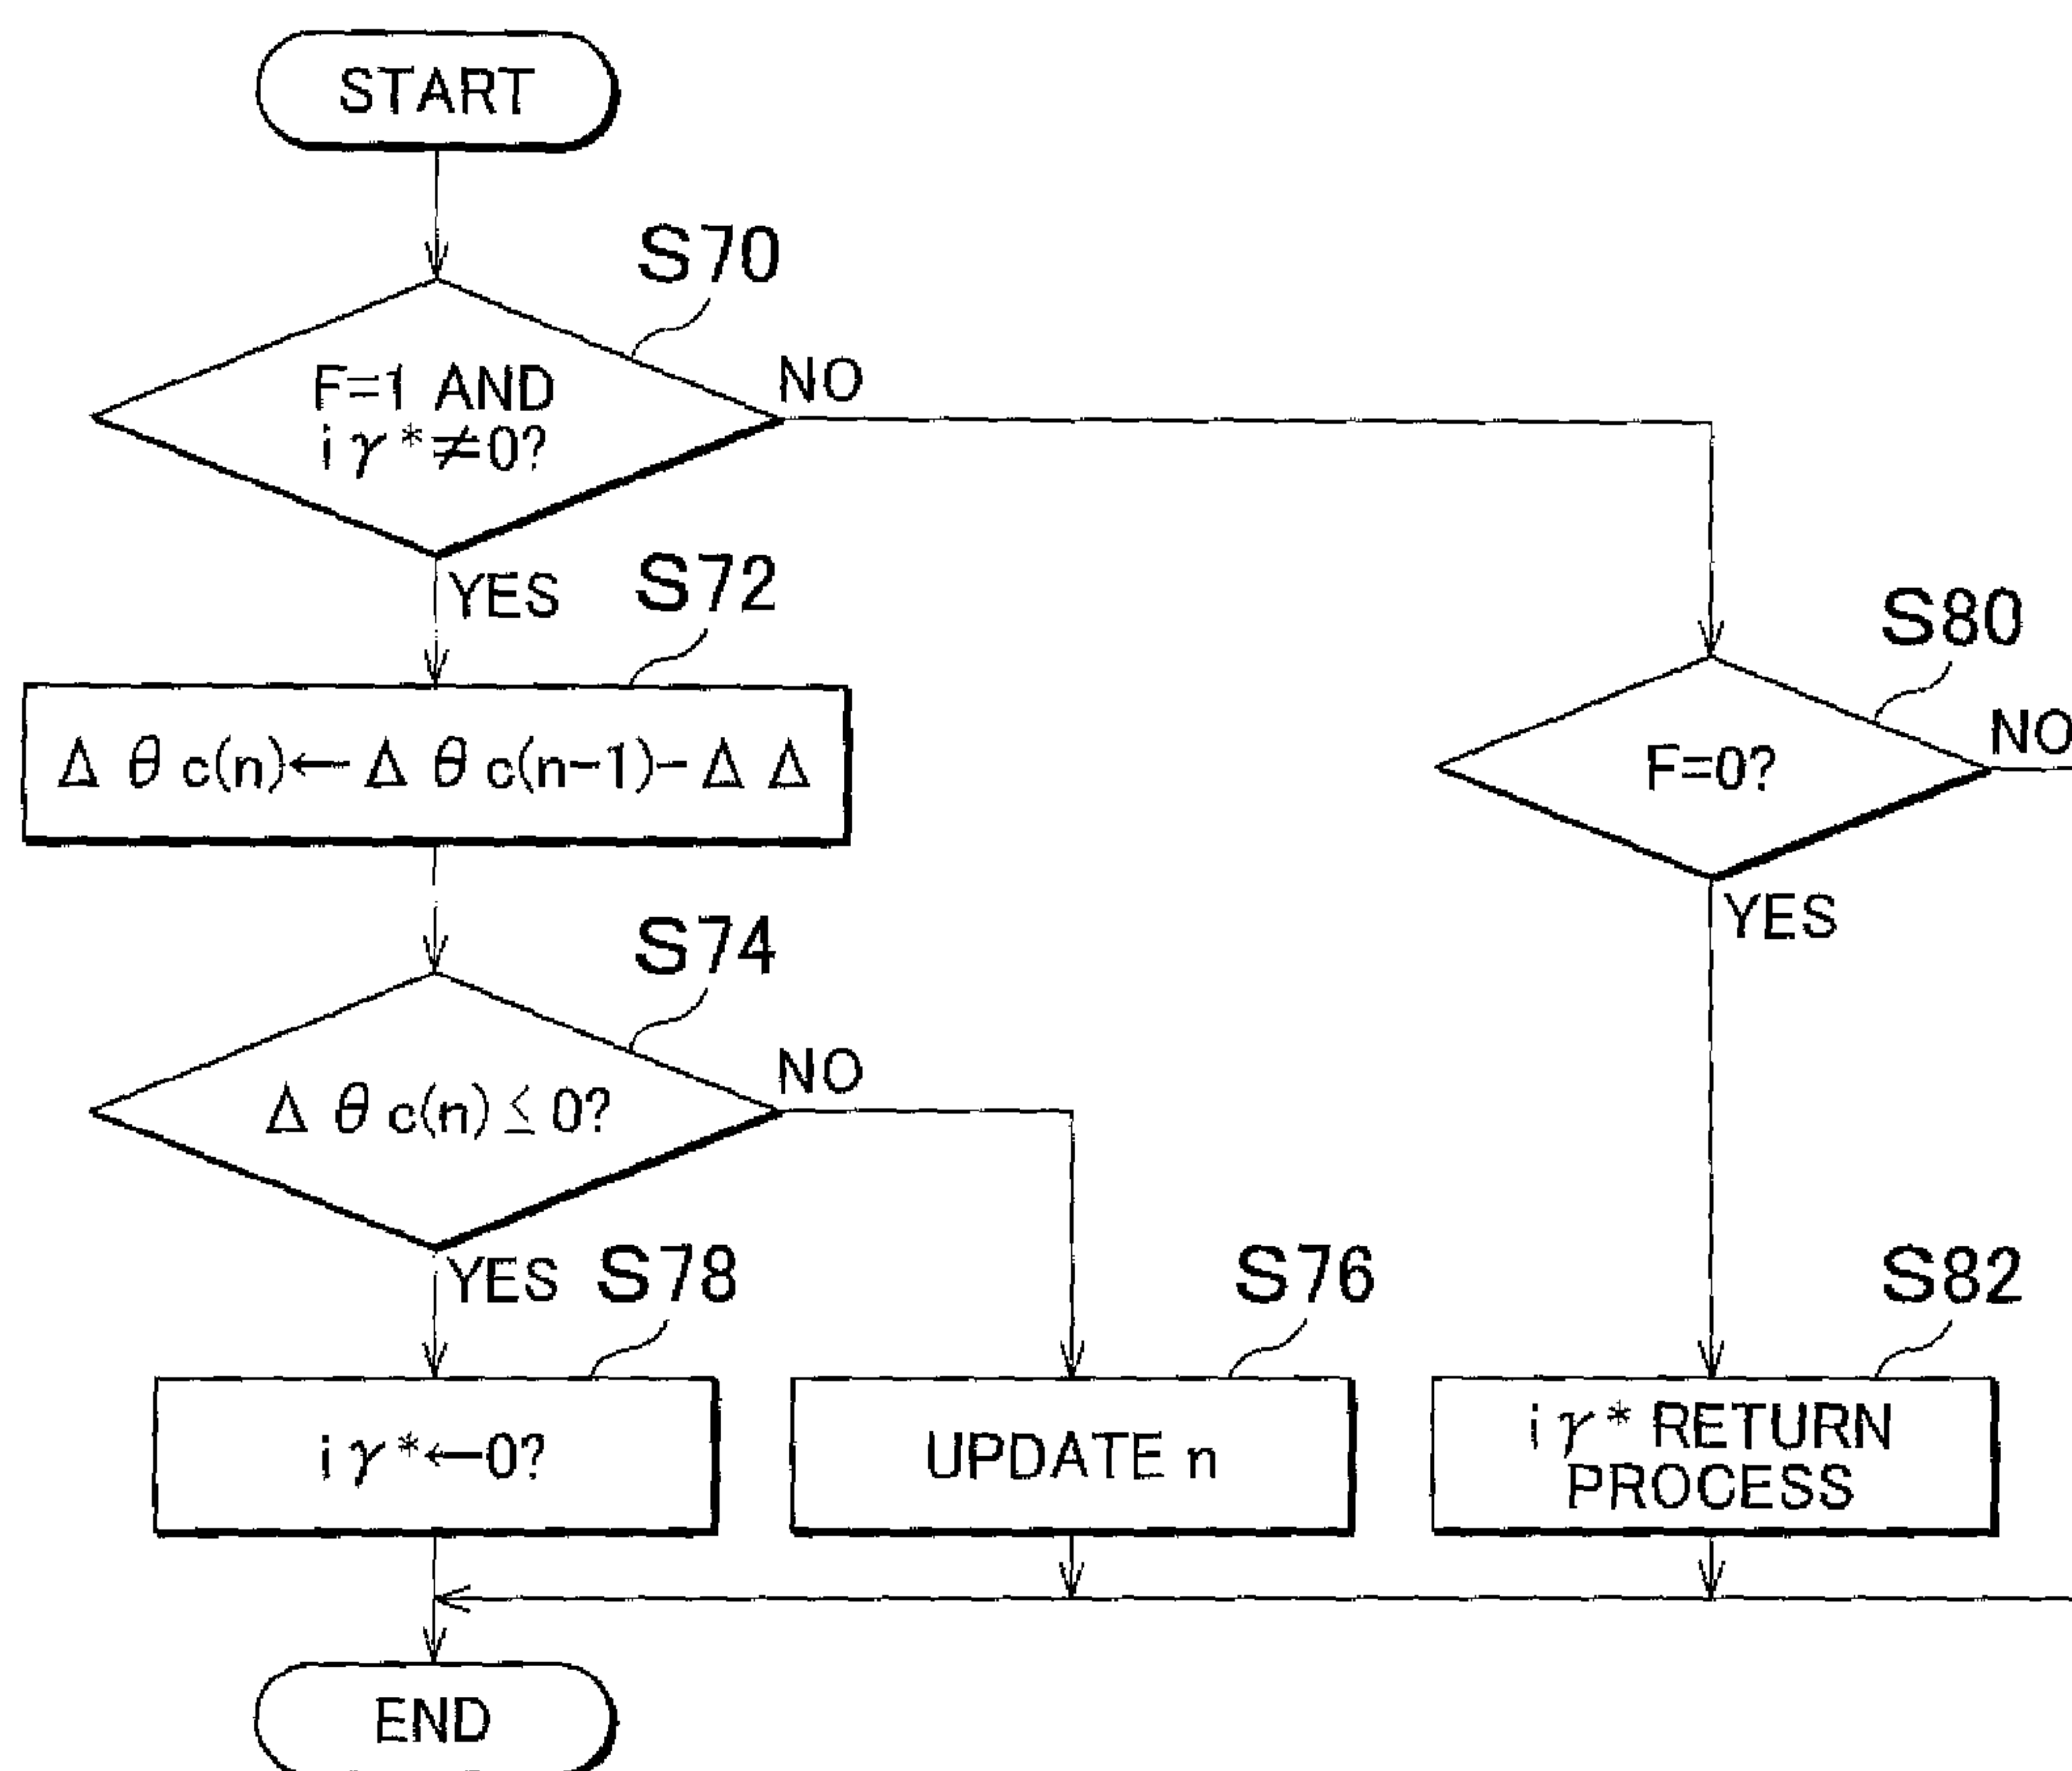 START
S70
F=1 AND
iγ*≠0?
NO
YES
S72
Δθc(n)←Δθc(n-1)-ΔΔ
S80
F=0?
NO
YES
S74
Δθc(n)≤0?
NO
YES
S78
iγ*←0?
S76
UPDATE n
S82
iγ* RETURN
PROCESS
END